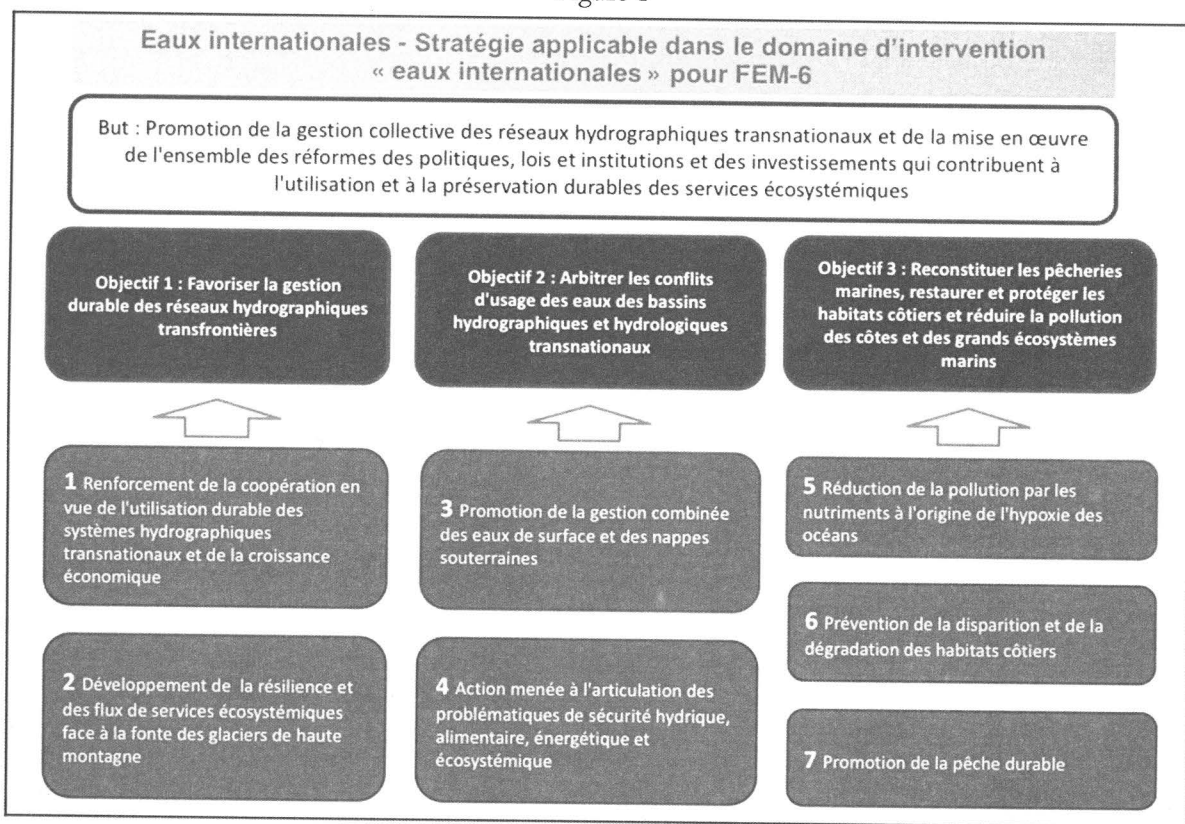 Eaux internationales - Stratégie applicable dans le domaine d'intervention
« eaux internationales » pour FEM-6
But : Promotion de la gestion collective des réseaux hydrographiques transnationaux et de la mise en œuvre
de l'ensemble des réformes des politiques, lois et institutions et des investissements qui contribuent à
l'utilisation et à la préservation durables des services écosystémiques
Objectif 1 : Favoriser la gestion
durable des réseaux hydrographiques
transfrontières
Objectif 2 : Arbitrer les conflits
d'usage des eaux des bassins
hydrographiques et hydrologiques
transnationaux
Objectif 3 : Reconstituer les pêcheries
marines, restaurer et protéger les
habitats côtiers et réduire la pollution
des côtes et des grands écosystèmes
marins
1 Renforcement de la coopération en
vue de l'utilisation durable des
systèmes hydrographiques
transnationaux et de la croissance
économique
2 Développement de la résilience et
des flux de services écosystémiques
face à la fonte des glaciers de haute
montagne
3 Promotion de la gestion combinée
des eaux de surface et des nappes
souterraines
4 Action menée à l'articulation des
problématiques de sécurité hydrique,
alimentaire, énergétique et
écosystémique
5 Réduction de la pollution par les
nutriments à l'origine de l'hypoxie des
océans
6 Prévention de la disparition et de la
dégradation des habitats côtiers
7 Promotion de la pêche durable